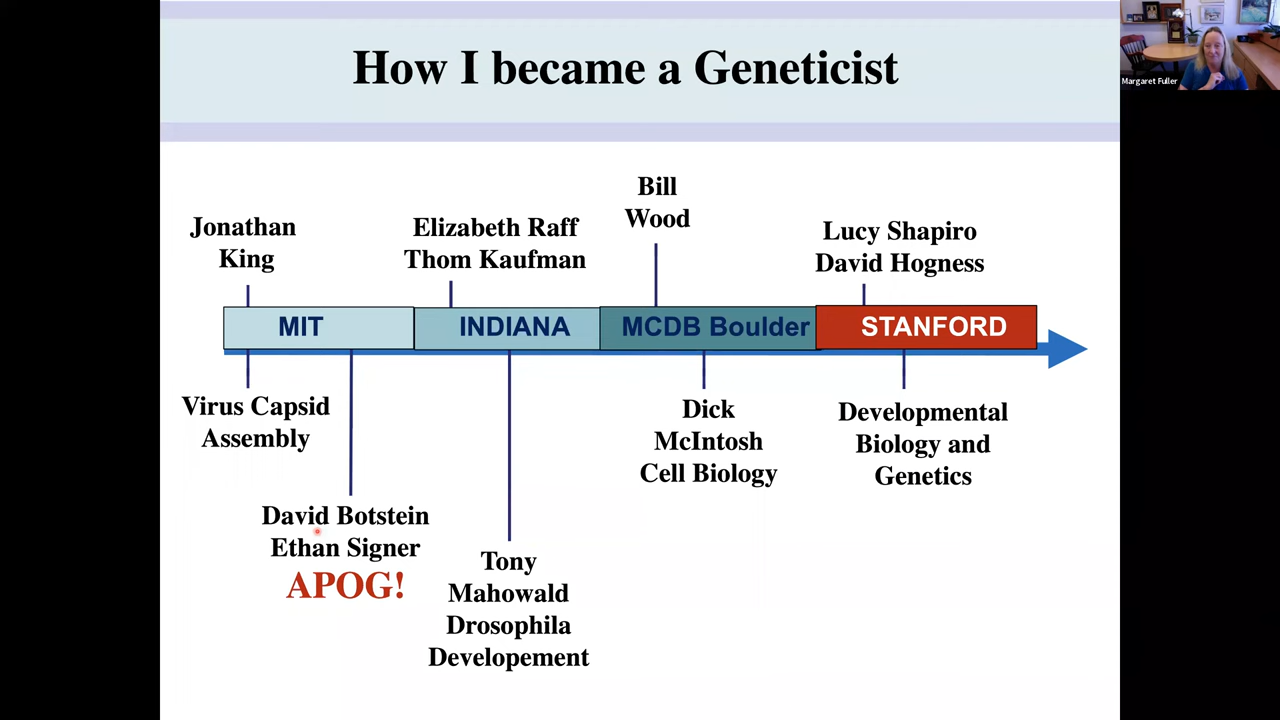 How I became a Geneticist
Margaret Fuller
Jonathan
King
Elizabeth Raff
Thom Kaufman
Bill
Wood
Lucy Shapiro
David Hogness
MIT
INDIANA
MCDB Boulder
STANFORD
Virus Capsid
Assembly
David Botstein
Ethan Signer
APOG!
Tony
Mahowald
Drosophila
Developement
Dick
McIntosh
Cell Biology
Developmental
Biology and
Genetics